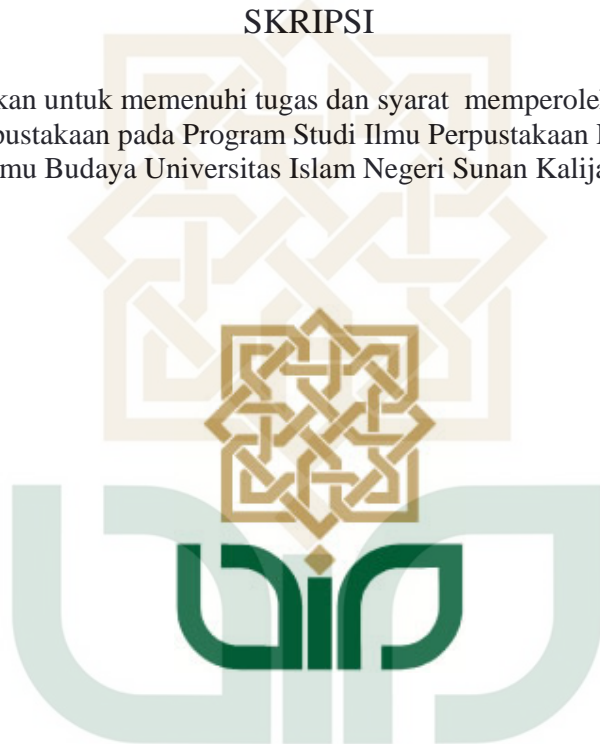 SKRIPSI
kan untuk memenuhi tugas dan syarat memperoleh
pustakaan pada Program Studi Ilmu Perpustakaan
mu Budaya Universitas Islam Negeri Sunan Kalija
uin